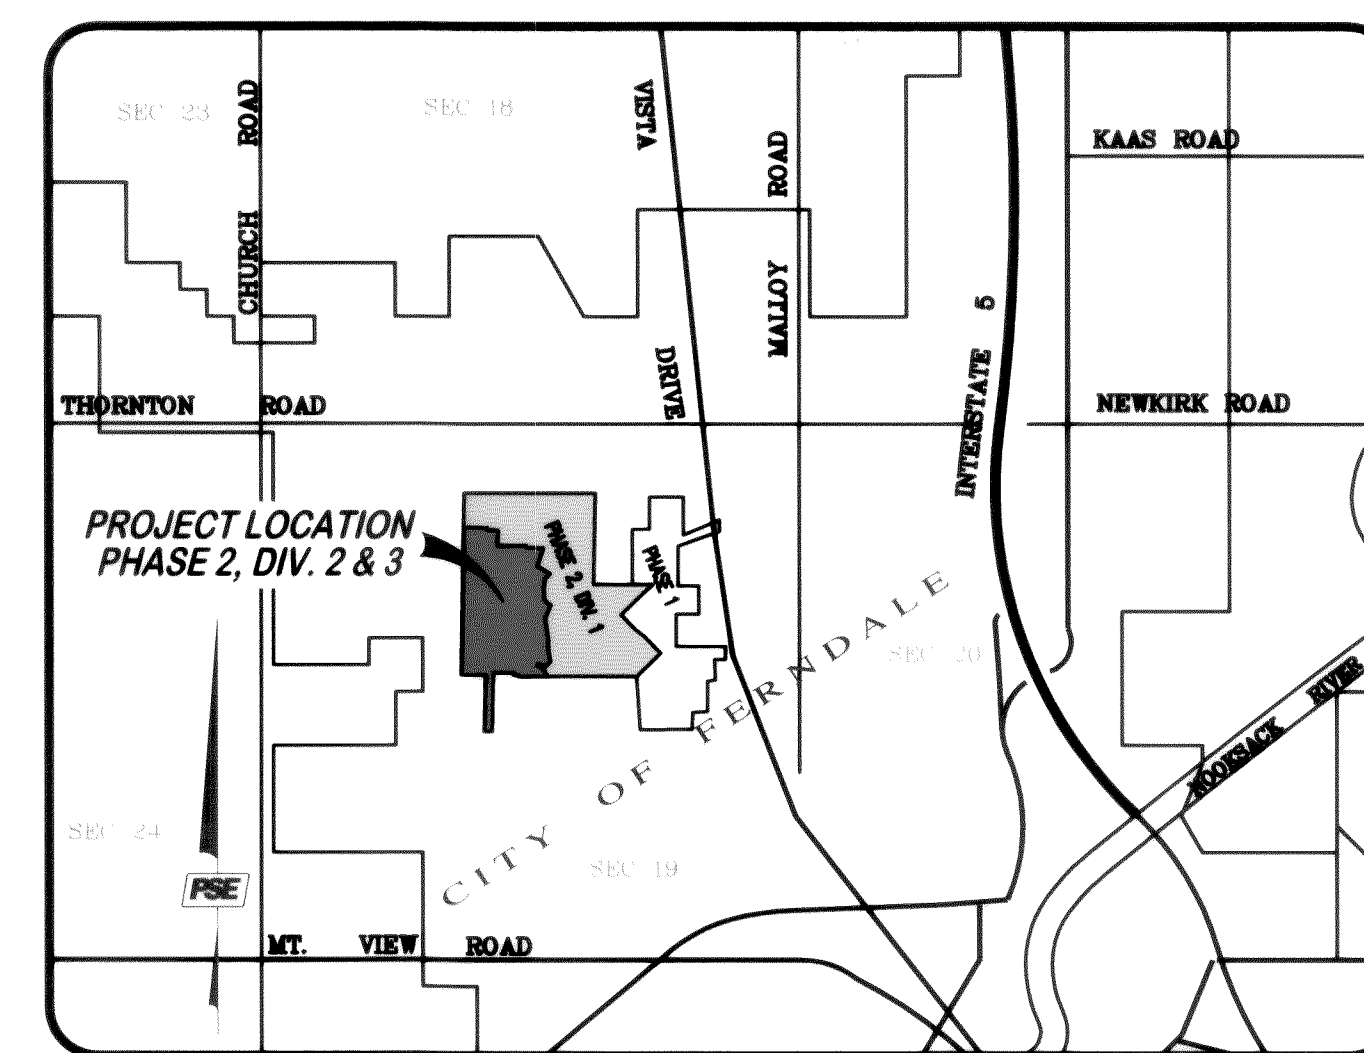 SEC 23
CHURCH ROAD
SEC 18
VISTA DRIVE
MALLOY ROAD
INTERSTATE 5
KAAS ROAD
THORNTON ROAD
NEWKIRK ROAD
PROJECT LOCATION
PHASE 2, DIV. 2 & 3
PHASE 2, DIV. 1
PHASE 1
CITY OF FERNDALE
SEC 20
NOOKSACK RIVER
SEC 24
SEC 19
PSE
MT. VIEW ROAD